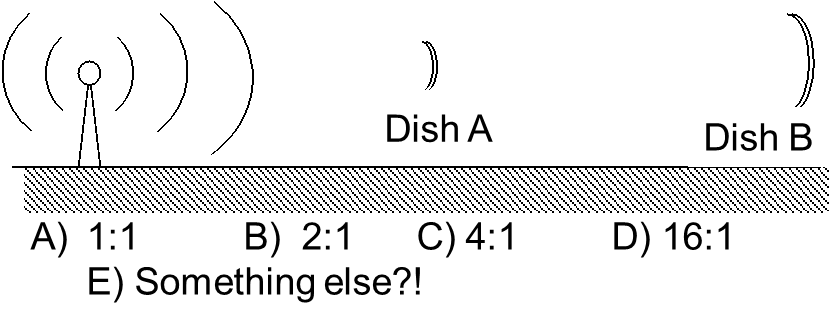 Dish A
Dish B
A) 1:1 B) 2:1 C) 4:1 D) 16:1
E) Something else?!